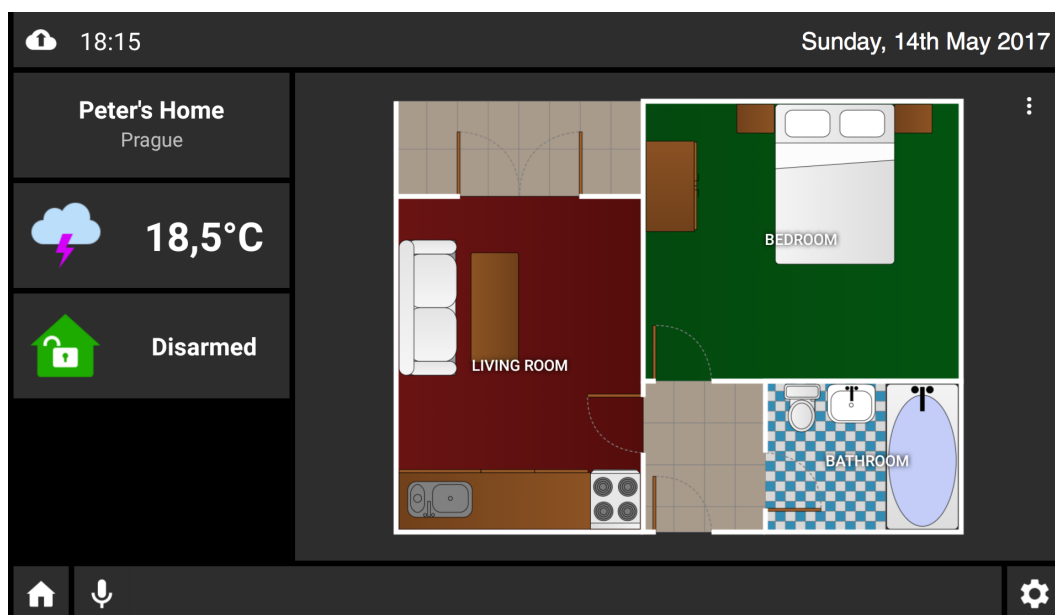 18:15
Sunday, 14th May 2017
Peter's Home
Prague
18,5°C
Disarmed
BEDROOM
LIVING ROOM
BATHROOM